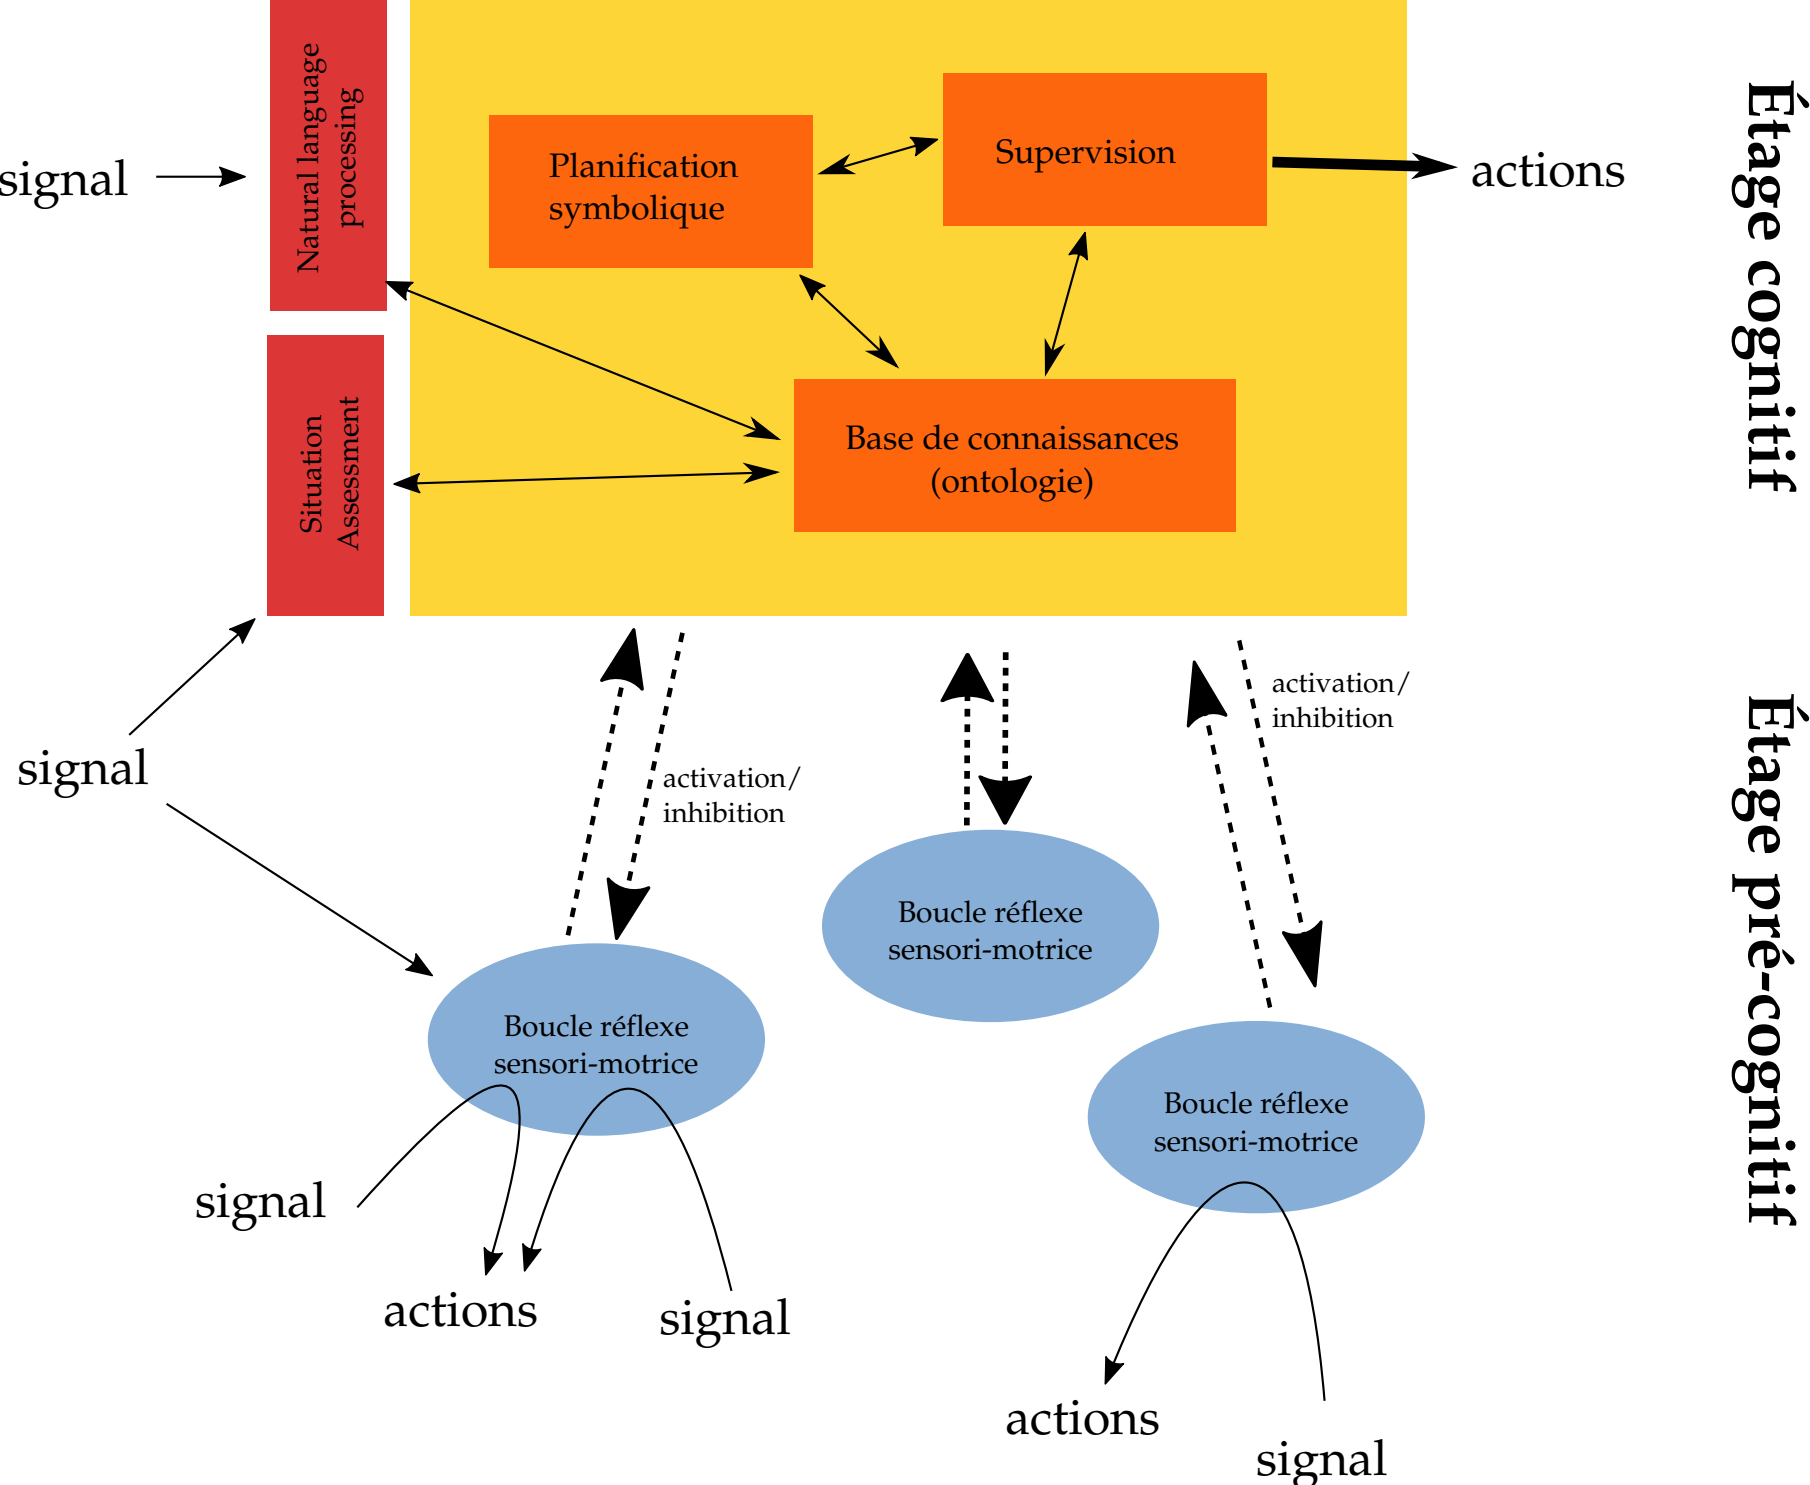 Natural language
processing
signal
Planification
symbolique
Supervision
actions
Étage cognitif
Situation
Assessment
Base de connaissances
(ontologie)
signal
activation/
inhibition
activation/
inhibition
Étage pré-cognitif
Boucle réflexe
sensori-motrice
Boucle réflexe
sensori-motrice
Boucle réflexe
sensori-motrice
signal
actions
signal
actions
signal